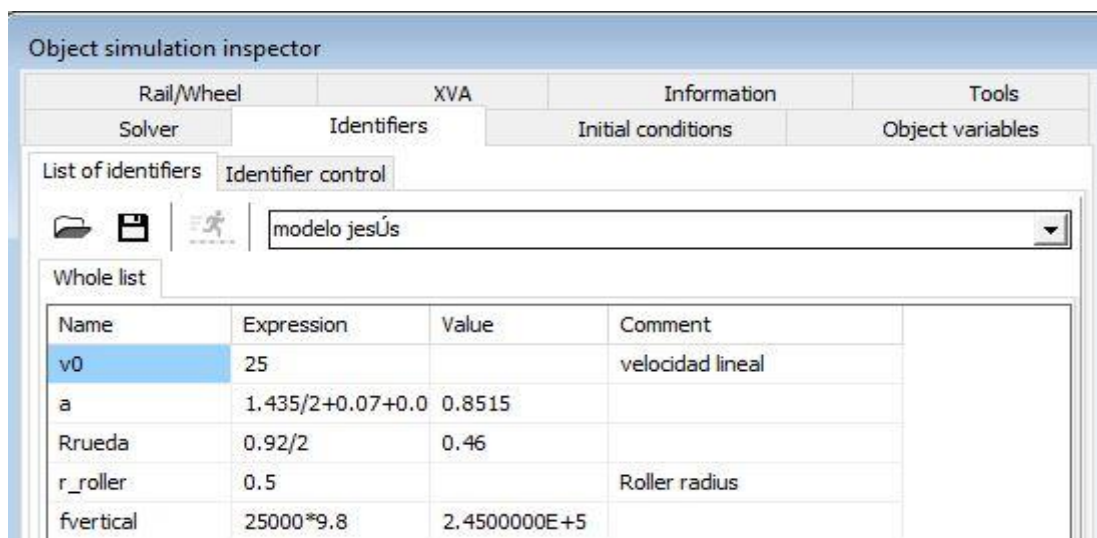 Object simulation inspector
Rail/Wheel XVA Information Tools
Solver Identifiers Initial conditions Object variables
List of identifiers Identifier control
modelo jesÚs
Whole list
Name Expression Value Comment
v0 25 velocidad lineal
a 1.435/2+0.07+0.0 0.8515
Rrueda 0.92/2 0.46
r_roller 0.5 Roller radius
fvertical 25000*9.8 2.4500000E+5